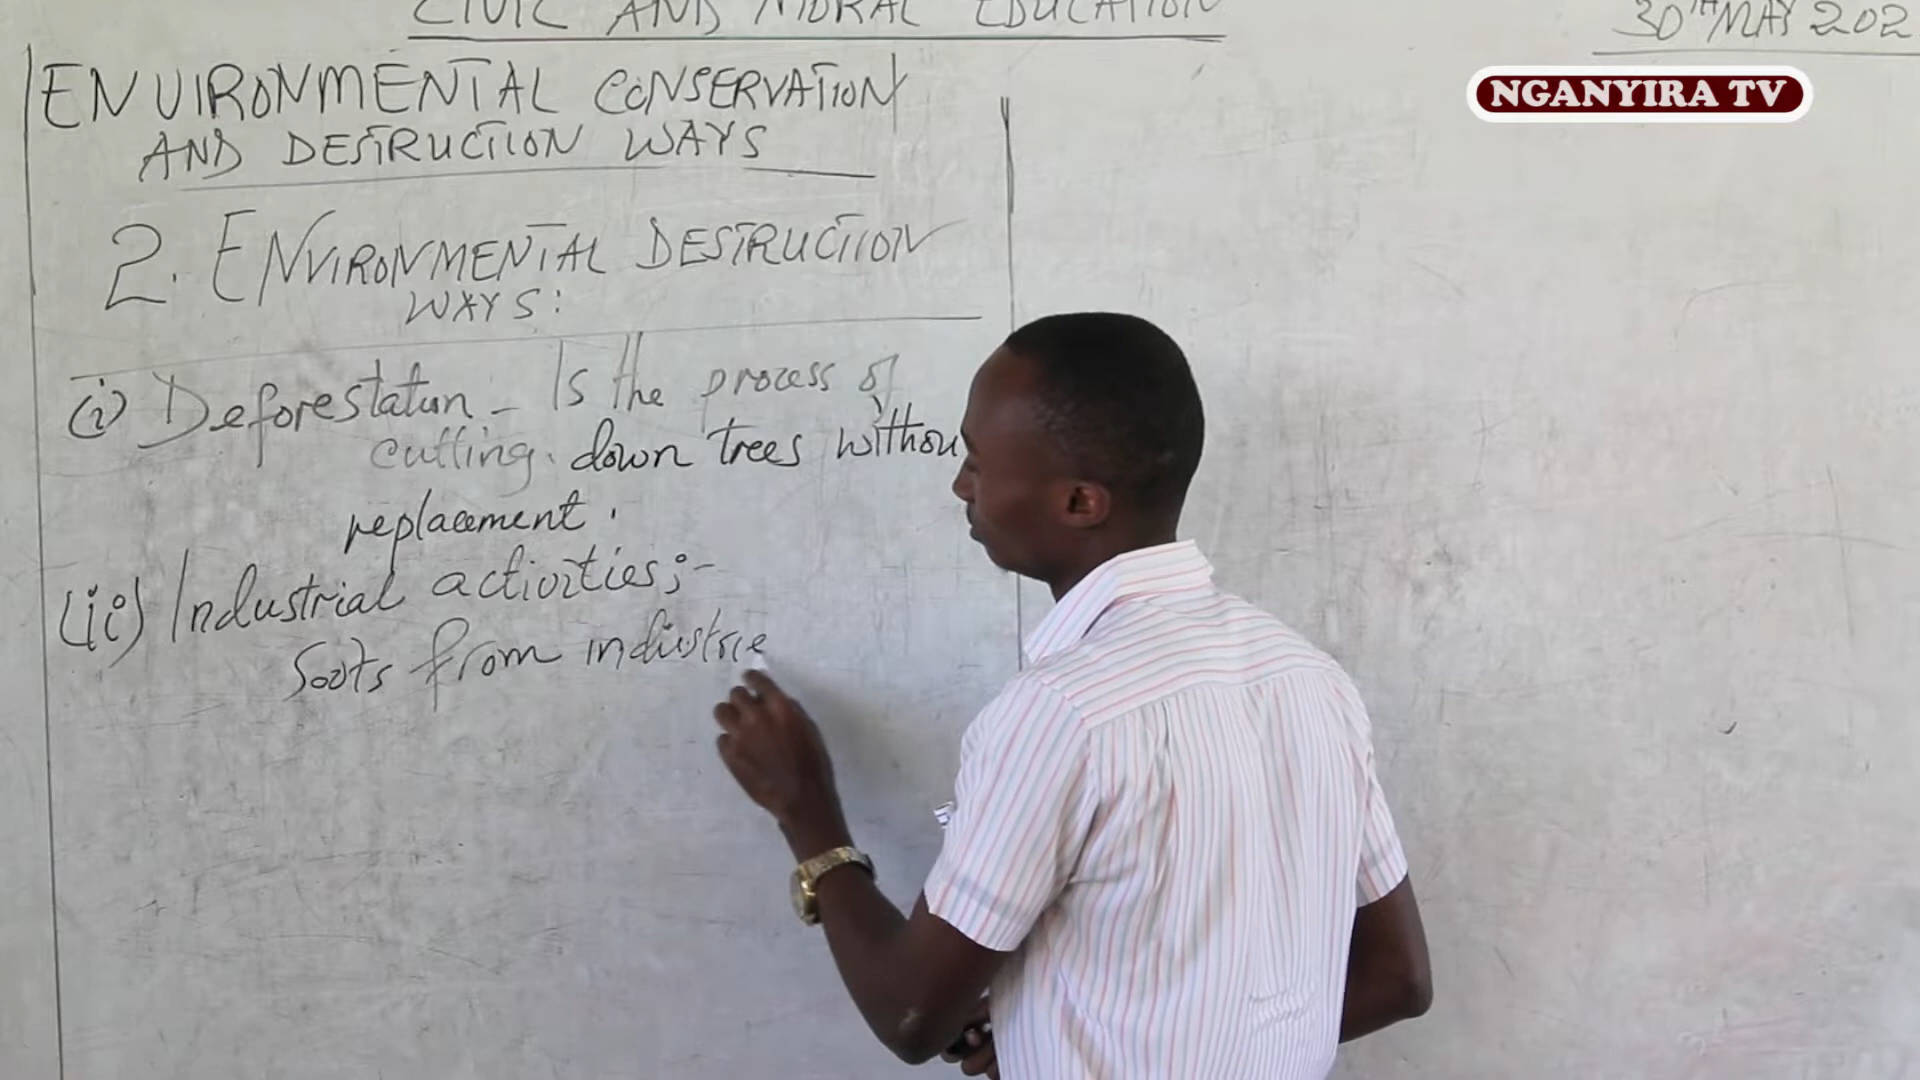 CIVIC AND MORAL EDUCATION
30TH MAY 202
NGANYIRA TV
ENVIRONMENTAL CONSERVATION
AND DESTRUCTION WAYS
2. ENVIRONMENTAL DESTRUCTION
WAYS:
(i) Deforestation - Is the process of
cutting down trees withou
replacement.
(ii) Industrial activities;-
Soots from industrie